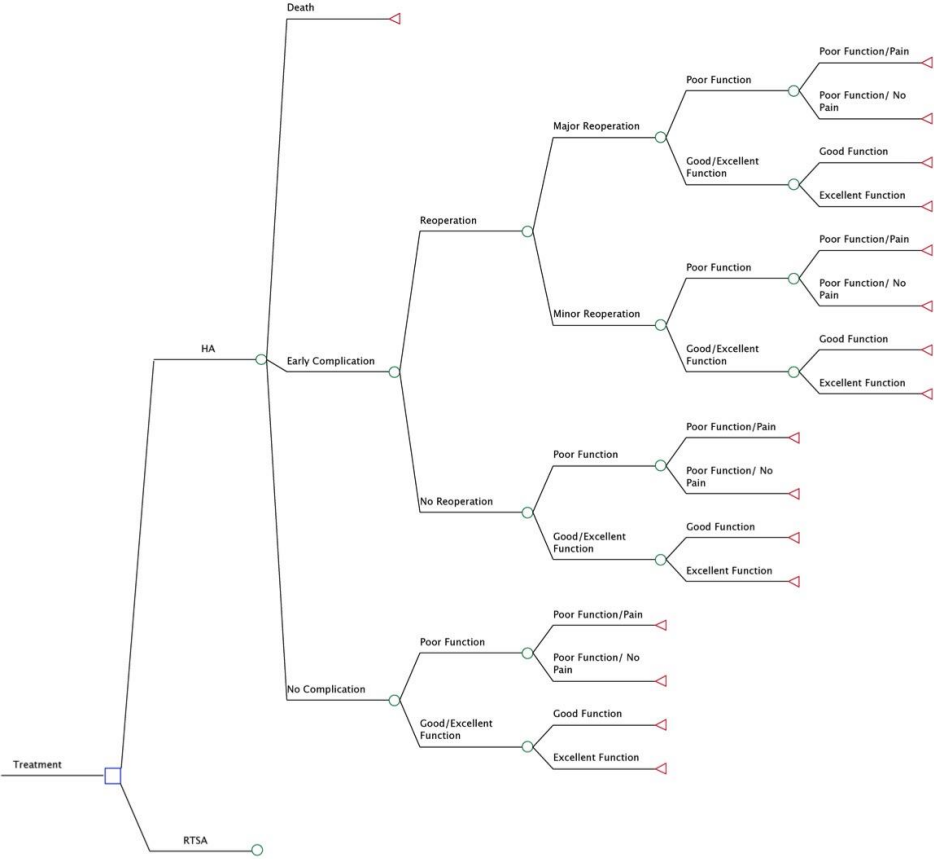 Death
Poor Function/Pain
Poor Function
Poor Function/ No
Pain
Major Reoperation
Good Function
Good/Excellent
Function
Excellent Function
Reoperation
Poor Function/Pain
Poor Function
Poor Function/ No
Pain
Minor Reoperation
Good Function
Good/Excellent
Function
Excellent Function
HA
Early Complication
Poor Function/Pain
Poor Function
Poor Function/ No
Pain
No Reoperation
Good Function
Good/Excellent
Function
Excellent Function
Poor Function/Pain
Poor Function
Poor Function/ No
Pain
No Complication
Good Function
Good/Excellent
Function
Excellent Function
Treatment
RTSA